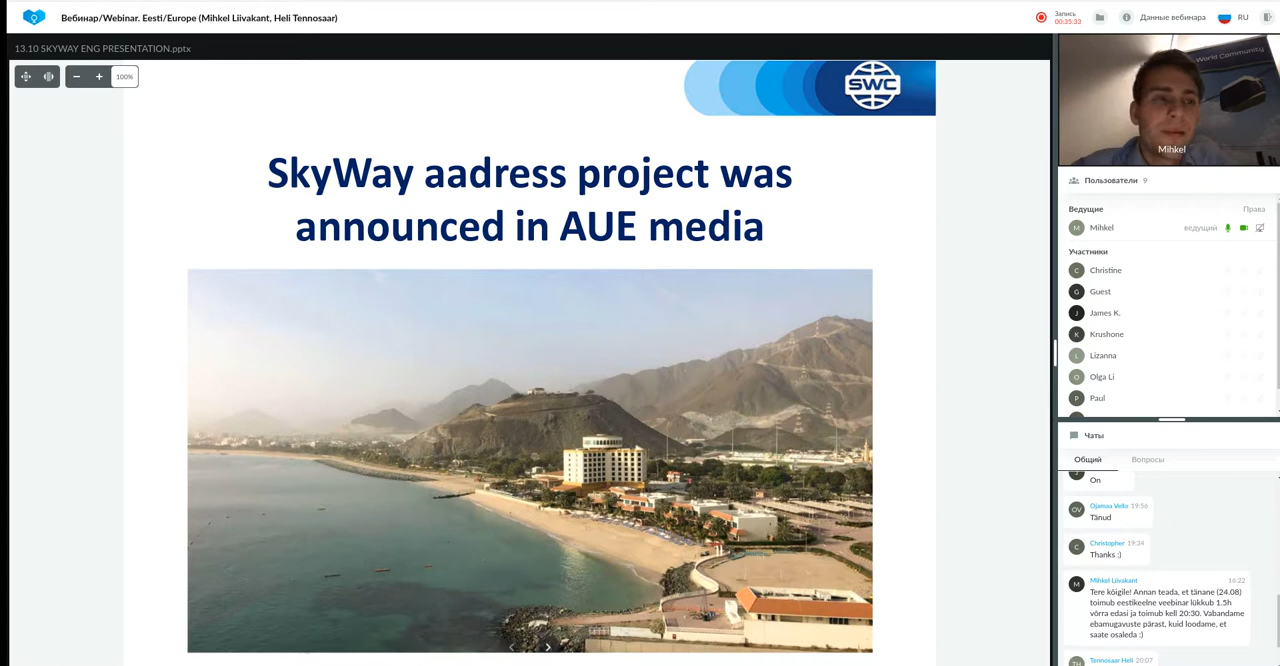 Вебинар/Webinar. Eesti/Europe (Mihkel Liivakant, Heli Tennosaar)
Запись
00:35:33
Данные вебинара
RU
13.10 SKYWAY ENG PRESENTATION.pptx
100%
SWC
SkyWay aadress project was
announced in AUE media
World Community
Mihkel
Пользователи 9
Ведущие Права
M Mihkel ведущий
Участники
C Christine
G Guest
J James K.
K Krushone
L Lizanna
O Olga Li
P Paul
Чаты
Общий Вопросы
On
OV Ojamaa Vello 19:56
Tänud
C Christopher 19:34
Thanks :)
M Mihkel Liivakant 16:22
Tere kõigile! Annan teada, et tänane (24.08)
toimub eestikeelne veebinar lükkub 1.5h
võrra edasi ja toimub kell 20:30. Vabandame
ebamugavuste pärast, kuid loodame, et
saate osaleda :)
TH Tennosaar Heli 20:07